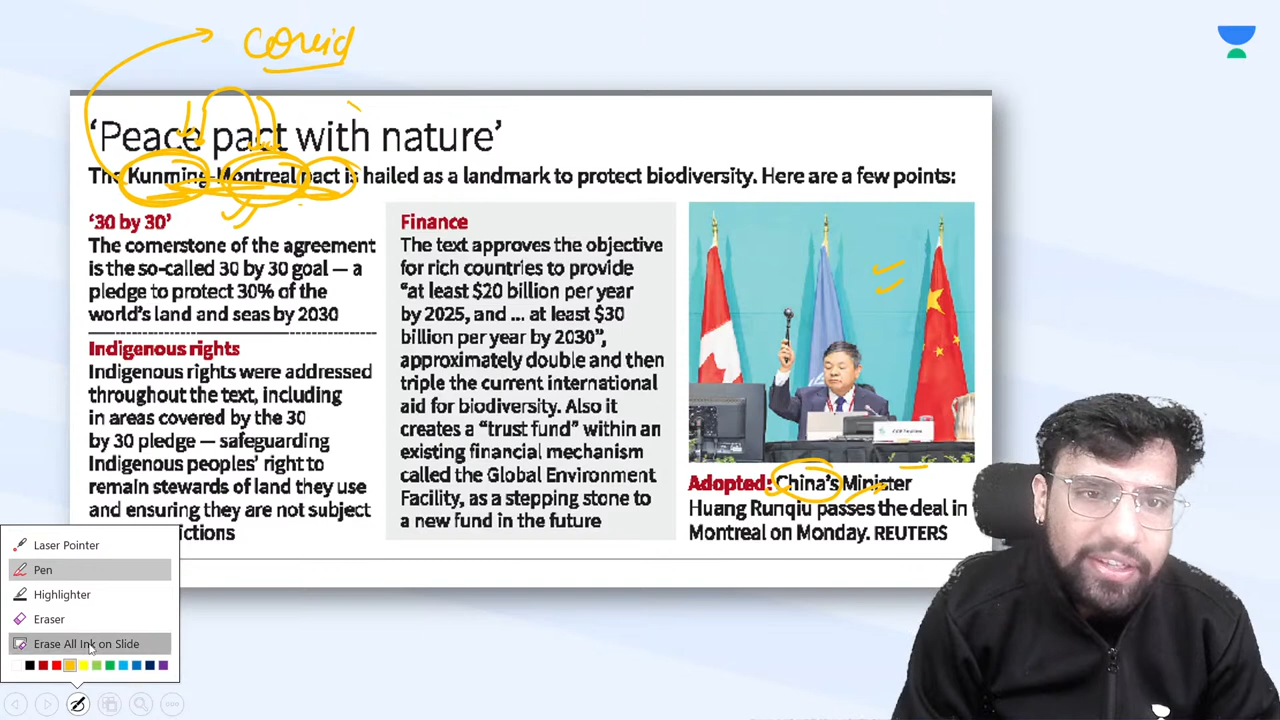 covid
‘Peace pact with nature’
The Kunming-Montreal pact is hailed as a landmark to protect biodiversity. Here are a few points:
‘30 by 30’
The cornerstone of the agreement
is the so-called 30 by 30 goal — a
pledge to protect 30% of the
world’s land and seas by 2030
Indigenous rights
Indigenous rights were addressed
throughout the text, including
in areas covered by the 30
by 30 pledge — safeguarding
Indigenous peoples’ right to
remain stewards of land they use
and ensuring they are not subject
ictions
Finance
The text approves the objective
for rich countries to provide
“at least $20 billion per year
by 2025, and ... at least $30
billion per year by 2030”,
approximately double and then
triple the current international
aid for biodiversity. Also it
creates a “trust fund” within an
existing financial mechanism
called the Global Environment
Facility, as a stepping stone to
a new fund in the future
Adopted: China’s Minister
Huang Runqiu passes the deal in
Montreal on Monday. REUTERS
Laser Pointer
Pen
Highlighter
Eraser
Erase All Ink on Slide